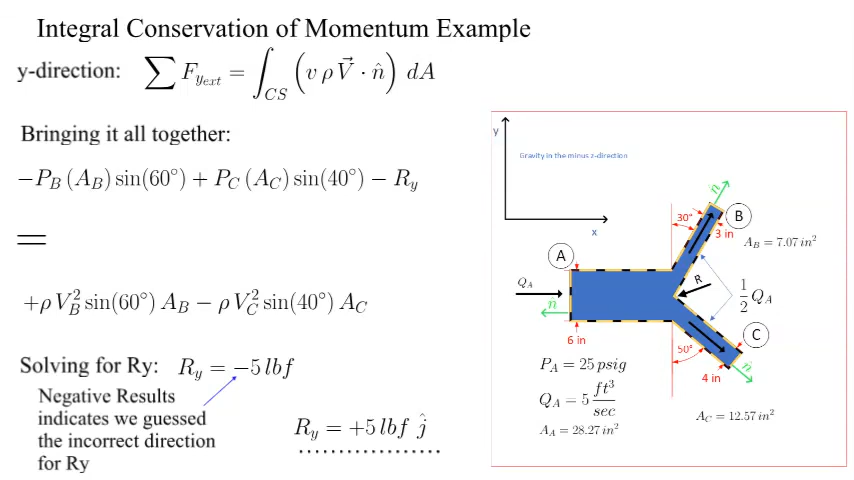 Integral Conservation of Momentum Example
y-direction: ∑ F_{y_{ext}} = ∫_{CS} (v ρ V⃗ · n̂) dA
Bringing it all together:
−P_B (A_B) sin(60°) + P_C (A_C) sin(40°) − R_y
=
+ρ V_B^2 sin(60°) A_B − ρ V_C^2 sin(40°) A_C
Solving for Ry: R_y = −5 lbf
Negative Results
indicates we guessed
the incorrect direction
for Ry
R_y = +5 lbf ĵ
y
Gravity in the minus z-direction
x
n̂
30°
B
3 in
A_B = 7.07 in^2
A
Q_A
R
1/2 Q_A
n̂
6 in
C
50°
n̂
4 in
P_A = 25 psig
Q_A = 5 ft^3/sec
A_A = 28.27 in^2
A_C = 12.57 in^2